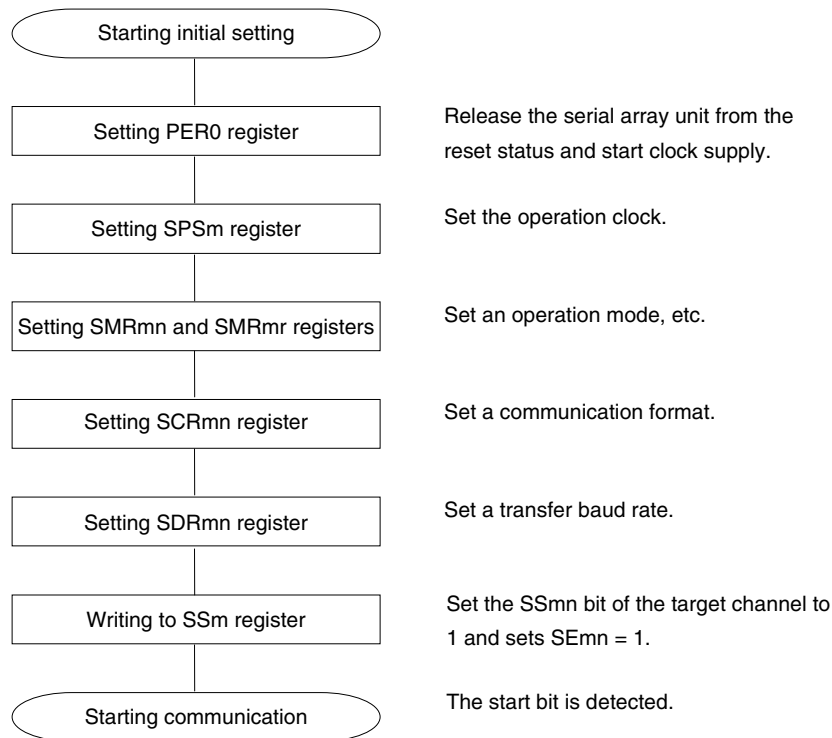 Starting initial setting
Setting PER0 register
Release the serial array unit from the
reset status and start clock supply.
Setting SPSm register
Set the operation clock.
Setting SMRmn and SMRmr registers
Set an operation mode, etc.
Setting SCRmn register
Set a communication format.
Setting SDRmn register
Set a transfer baud rate.
Writing to SSm register
Set the SSmn bit of the target channel to
1 and sets SEmn = 1.
Starting communication
The start bit is detected.